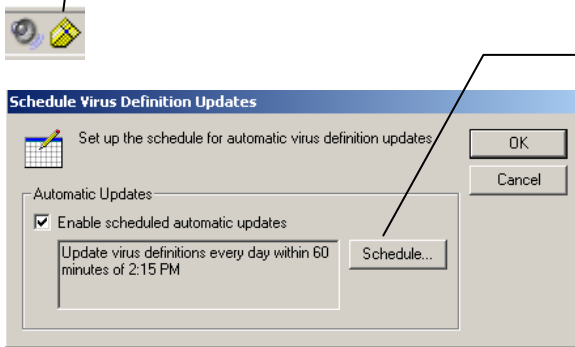 Schedule Virus Definition Updates
Set up the schedule for automatic virus definition updates
OK
Cancel
Automatic Updates
Enable scheduled automatic updates
Update virus definitions every day within 60
minutes of 2:15 PM
Schedule...